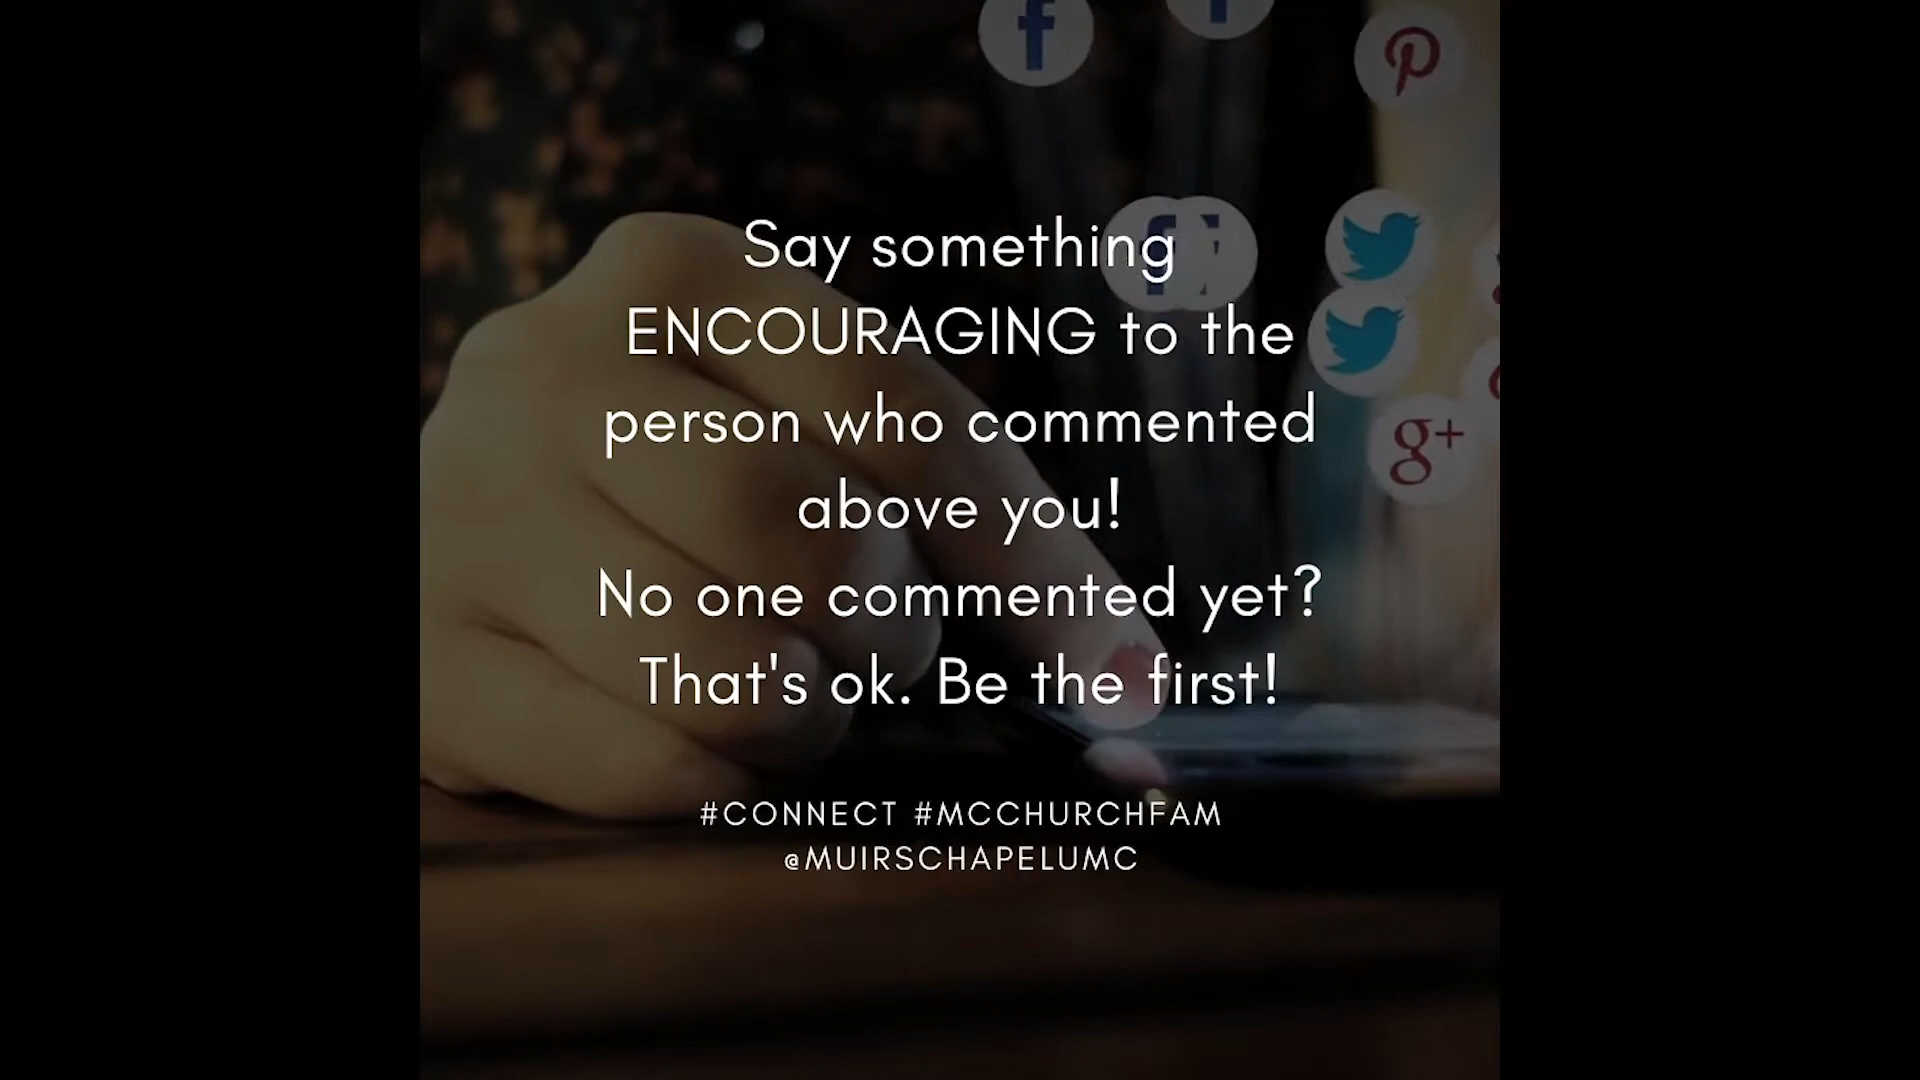 Say something
ENCOURAGING to the
person who commented
above you!
No one commented yet?
That's ok. Be the first!
#CONNECT #MCCHURCHFAM
@MUIRSCHAPELUMC
g+